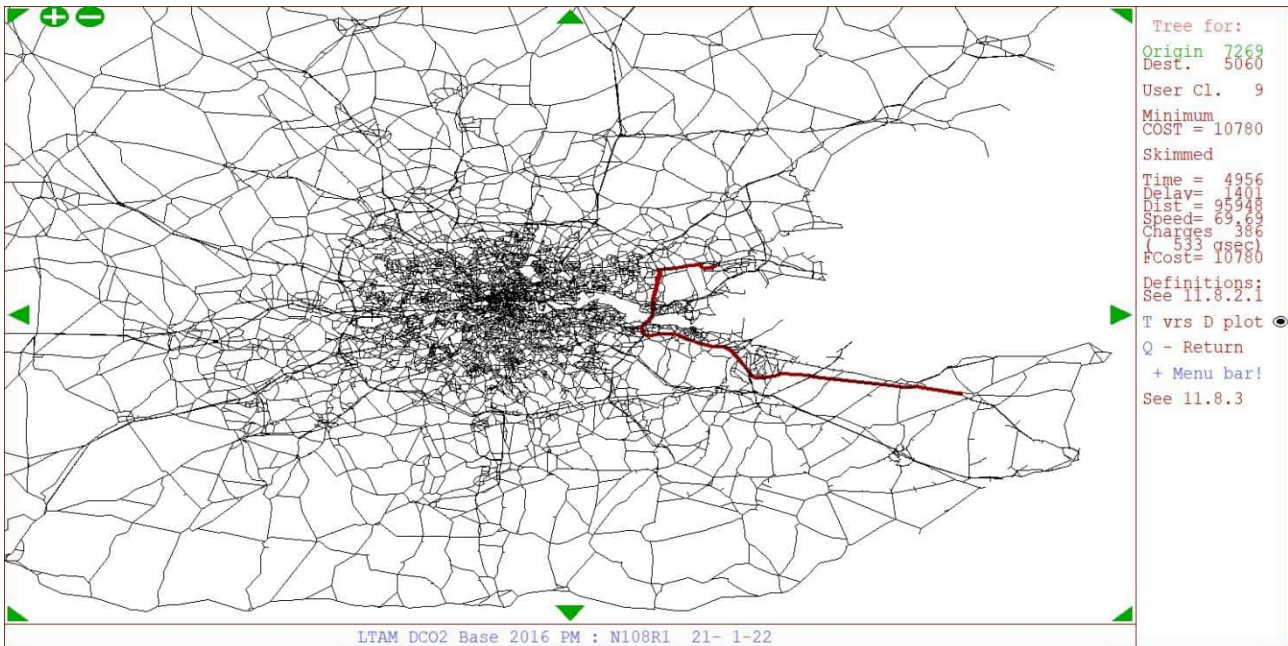 Tree for:
Origin 7269
Dest. 5060
User Cl. 9
Minimum
COST = 10780
Skimmed
Time = 4956
Delay= 1401
Dist = 95948
Speed= 69.69
Charges 386
( 533 gsec)
FCost= 10780
Definitions:
See 11.8.2.1
T vrs D plot
Q - Return
+ Menu bar!
See 11.8.3
LTAM DCO2 Base 2016 PM : N108R1 21- 1-22